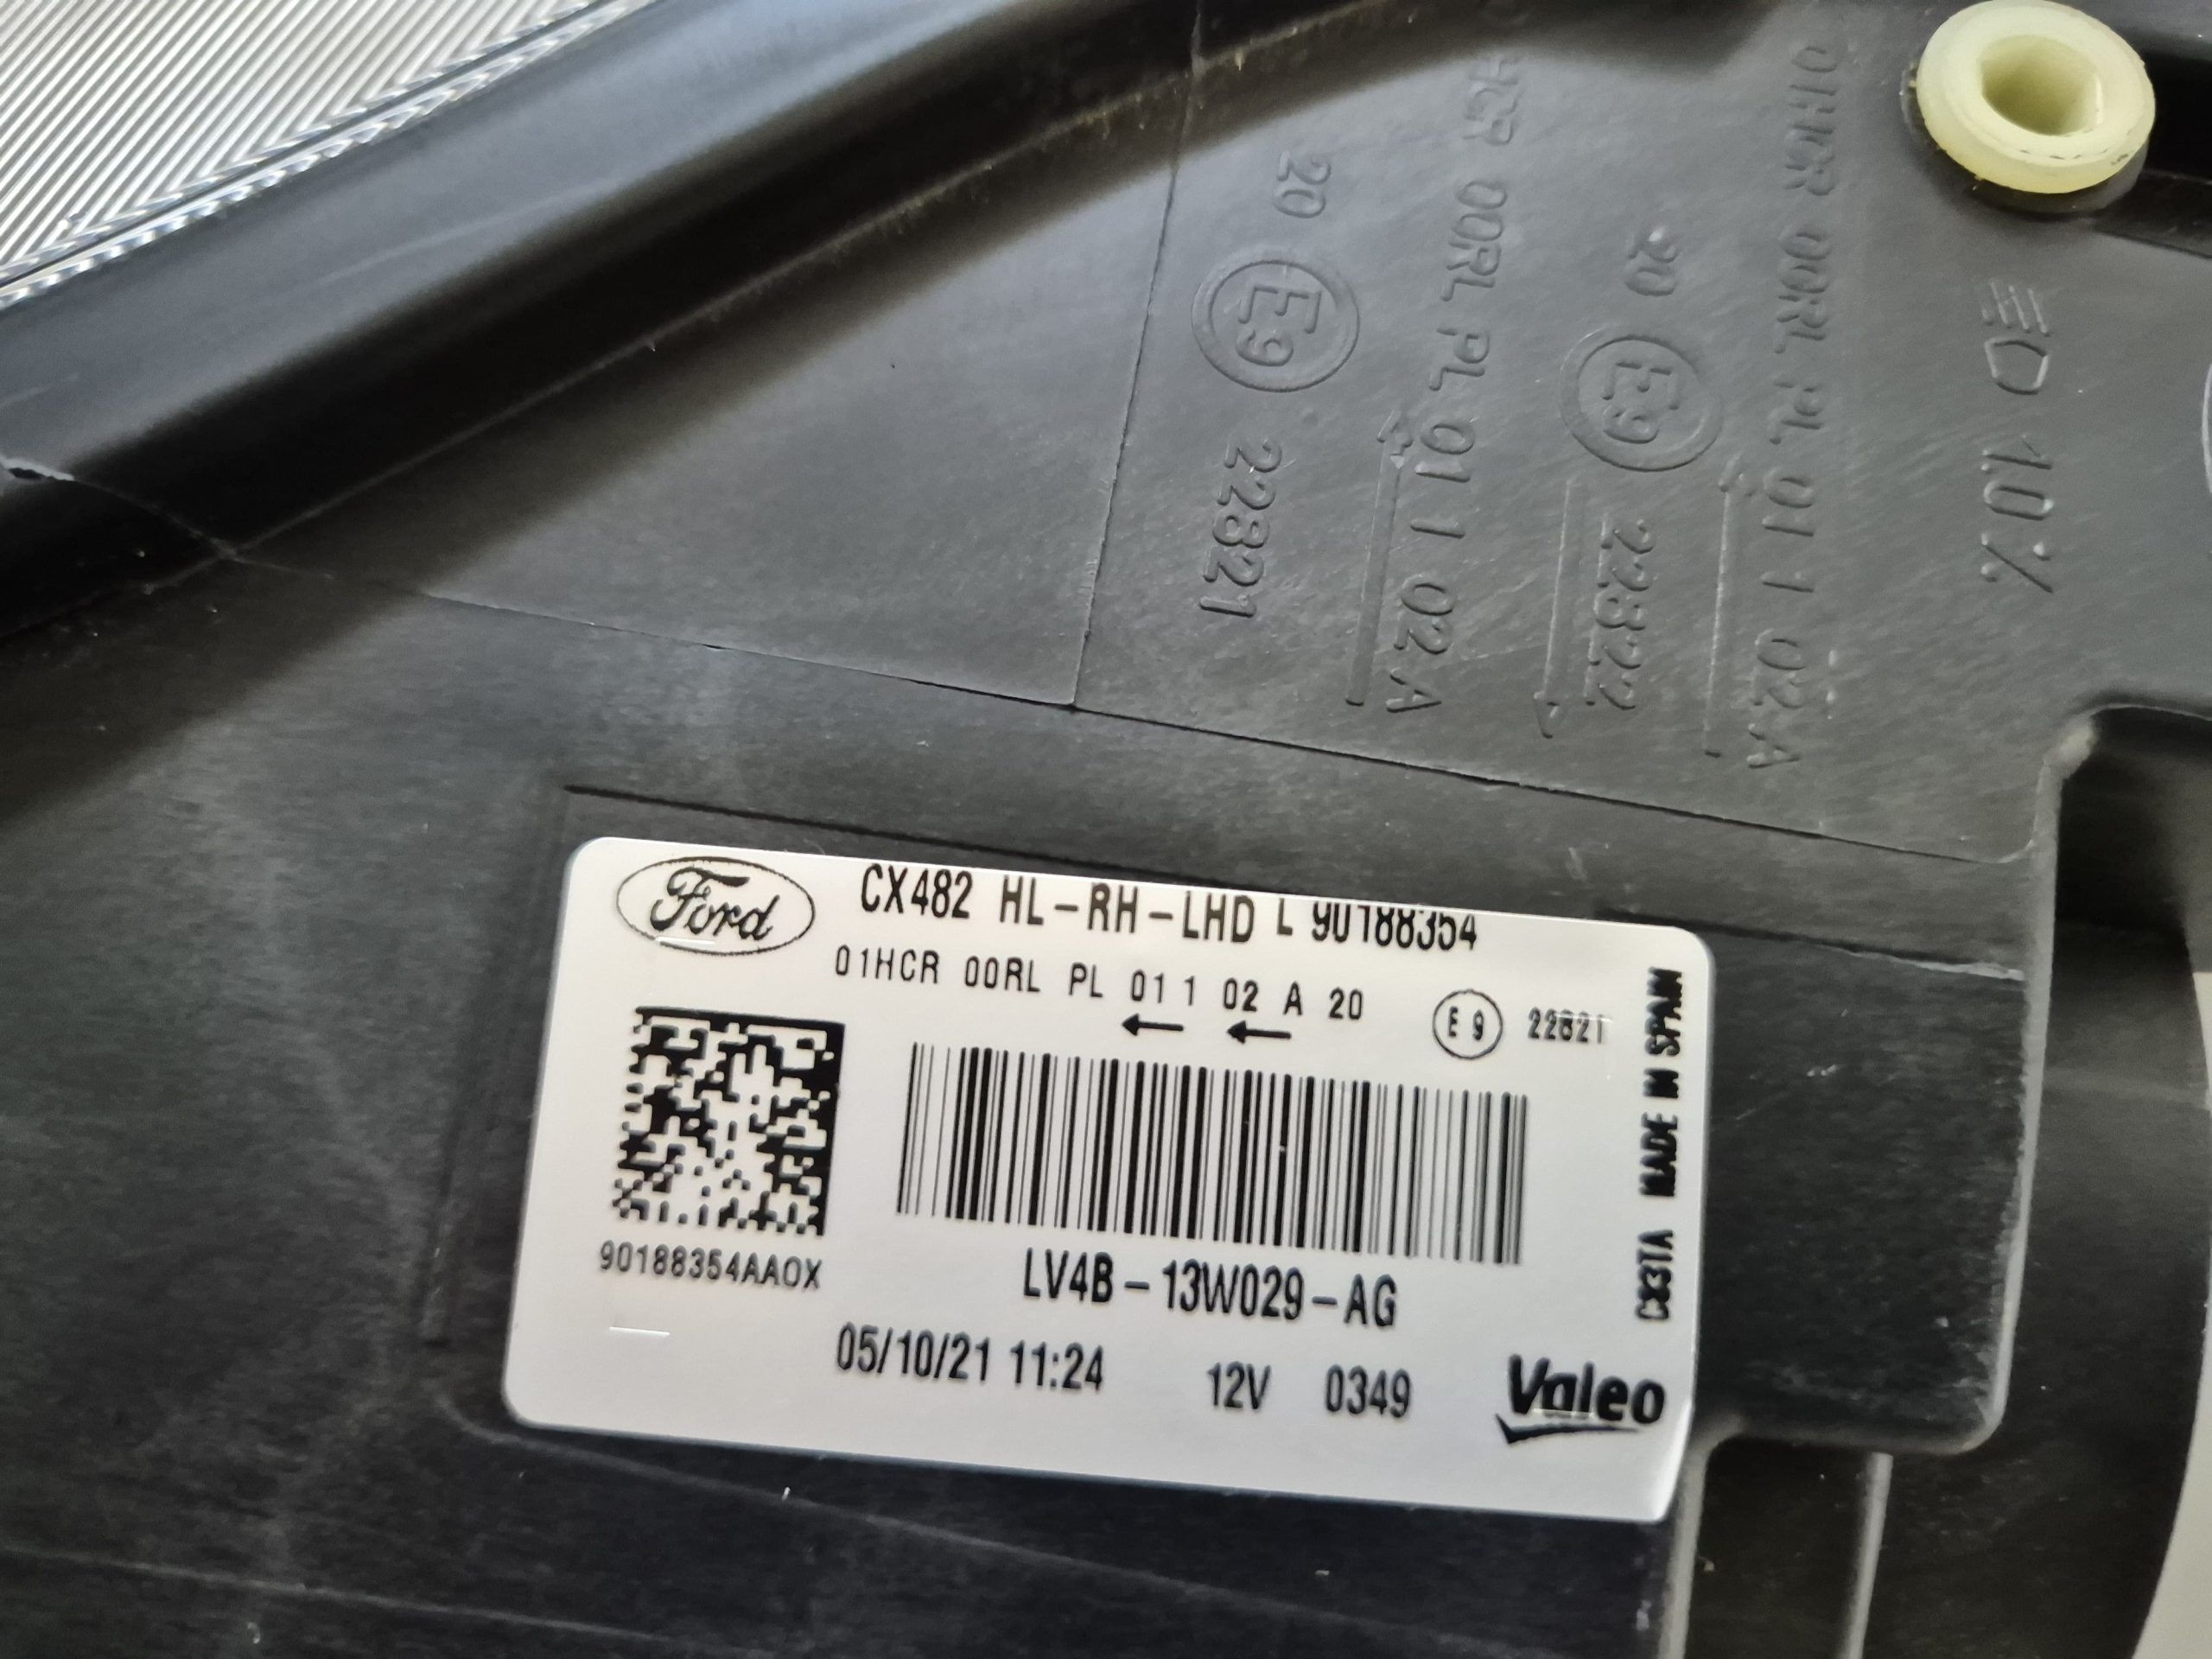 20 E9 22821
HCR 00RL PL 01 1 02 A
20 E9 22822
01HCR 00RL PL 01 1 02 A
1.0 %
Ford CX482 HL-RH-LHD L 90188354
01HCR 00RL PL 01 1 02 A 20 E9 22821
90188354AA0X
LV4B-13W029-AG
05/10/21 11:24 12V 0349
Valeo
MADE IN SPAIN